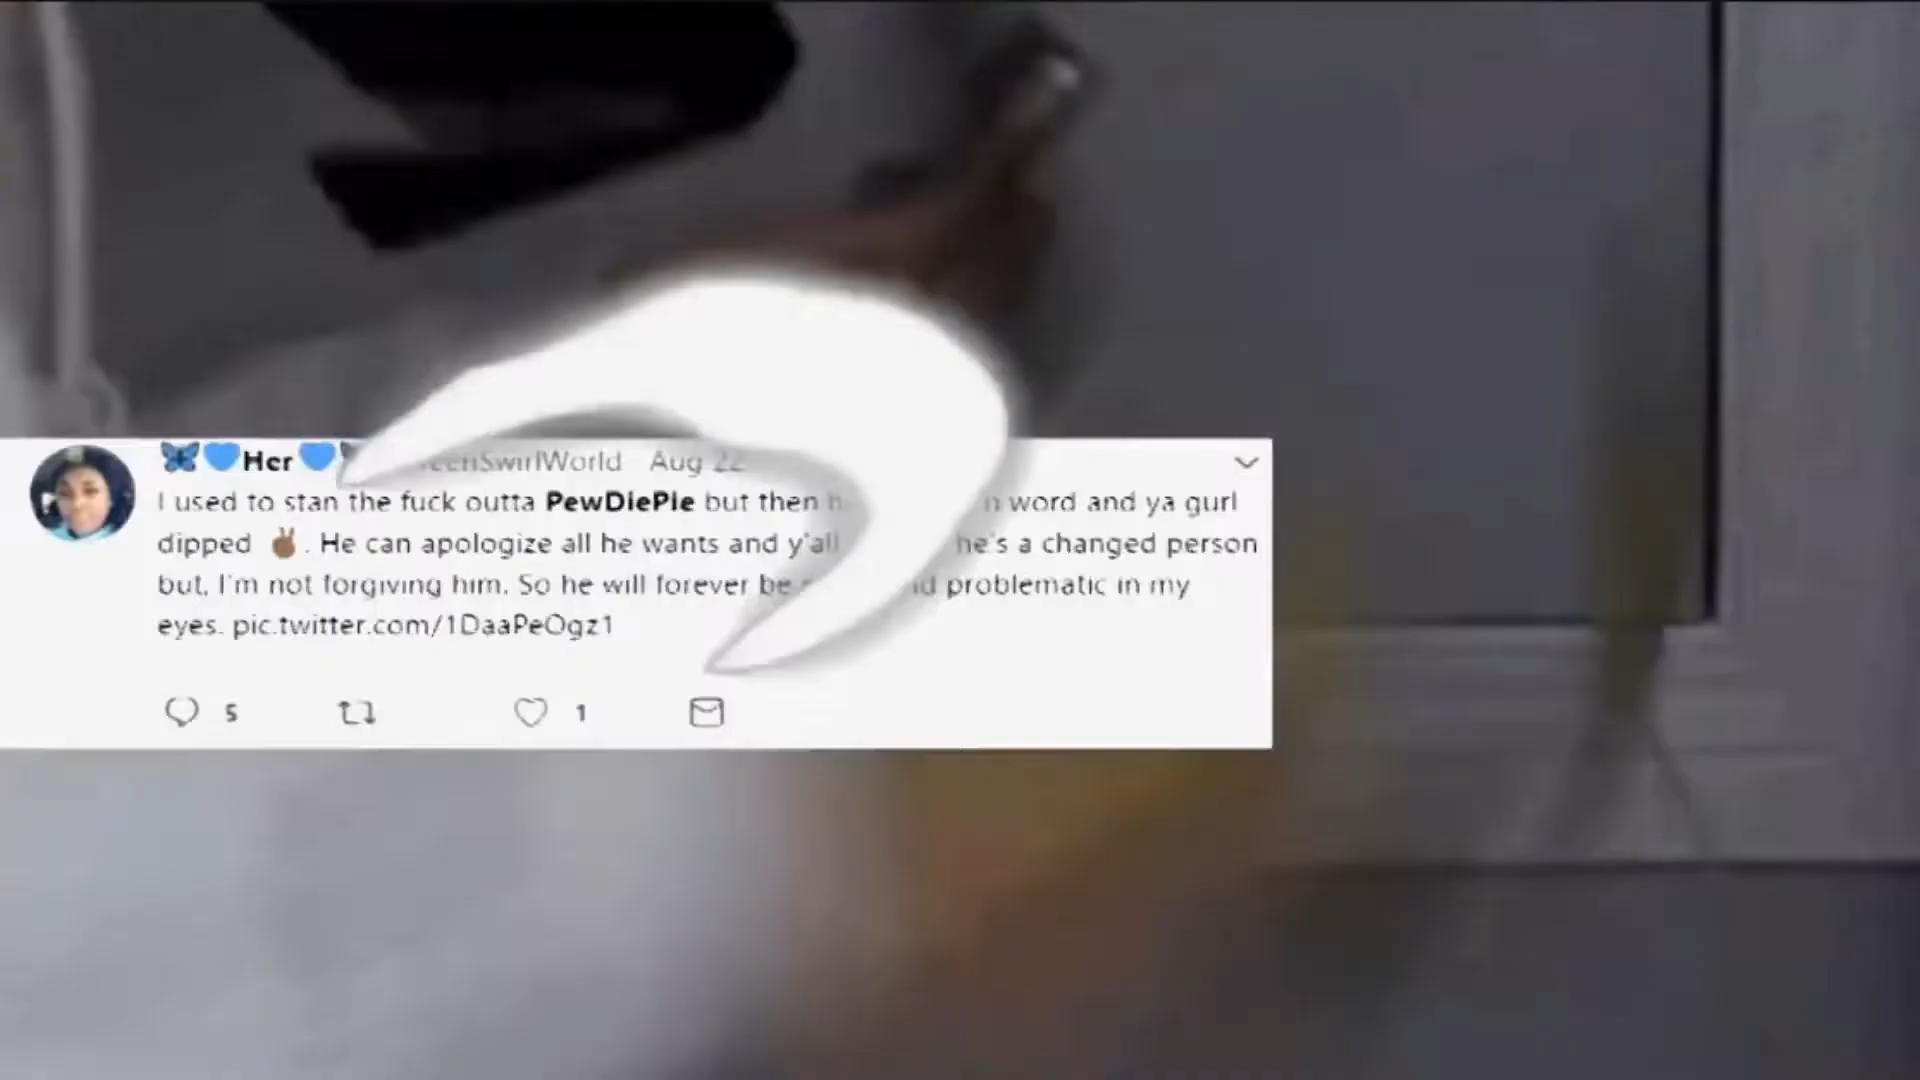 🦋💙Her💙 Aug 22
I used to stan the fuck outta PewDiePie but then n word and ya gurl
dipped ✌🏾. He can apologize all he wants and y'all he's a changed person
but, I'm not forgiving him. So he will forever be problematic in my
eyes. pic.twitter.com/1DaaPeOgz1
5 1